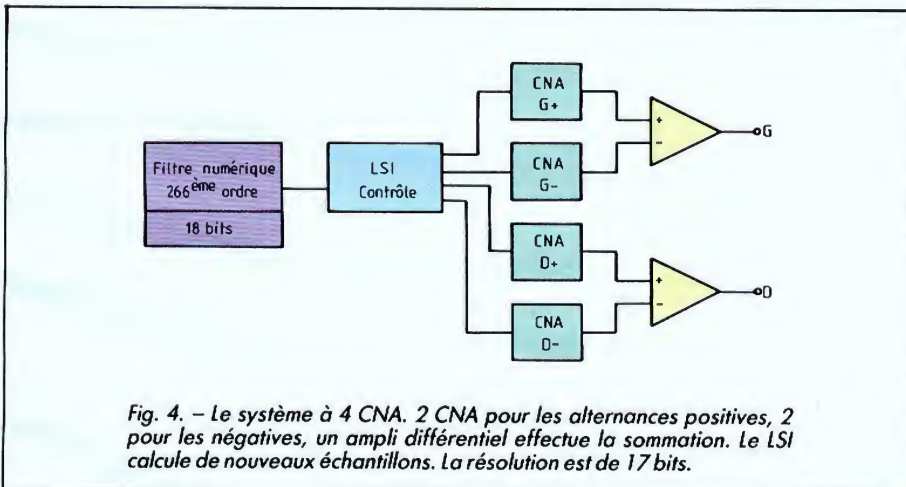 Filtre numérique
266ème ordre
18 bits
LSI
Contrôle
CNA
G+
CNA
G-
CNA
D+
CNA
D-
+
-
G
+
-
D
Fig. 4. – Le système à 4 CNA. 2 CNA pour les alternances positives, 2
pour les négatives, un ampli différentiel effectue la sommation. Le LSI
calcule de nouveaux échantillons. La résolution est de 17 bits.